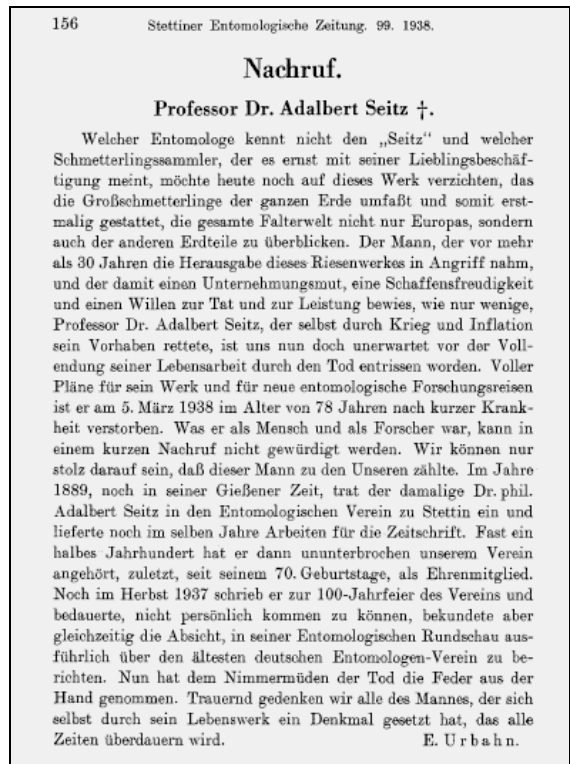 156 Stettiner Entomologische Zeitung. 99. 1938.
Nachruf.
Professor Dr. Adalbert Seitz †.
Welcher Entomologe kennt nicht den „Seitz“ und welcher
Schmetterlingssammler, der es ernst mit seiner Lieblingsbeschäf-
tigung meint, möchte heute noch auf dieses Werk verzichten, das
die Großschmetterlinge der ganzen Erde umfaßt und somit erst-
malig gestattet, die gesamte Falterwelt nicht nur Europas, sondern
auch der anderen Erdteile zu überblicken. Der Mann, der vor mehr
als 30 Jahren die Herausgabe dieses Riesenwerkes in Angriff nahm,
und der damit einen Unternehmungsmut, eine Schaffensfreudigkeit
und einen Willen zur Tat und zur Leistung bewies, wie nur wenige,
Professor Dr. Adalbert Seitz, der selbst durch Krieg und Inflation
sein Vorhaben rettete, ist uns nun doch unerwartet vor der Voll-
endung seiner Lebensarbeit durch den Tod entrissen worden. Voller
Pläne für sein Werk und für neue entomologische Forschungsreisen
ist er am 5. März 1938 im Alter von 78 Jahren nach kurzer Krank-
heit verstorben. Was er als Mensch und als Forscher war, kann in
einem kurzen Nachruf nicht gewürdigt werden. Wir können nur
stolz darauf sein, daß dieser Mann zu den Unseren zählte. Im Jahre
1889, noch in seiner Gießener Zeit, trat der damalige Dr. phil.
Adalbert Seitz in den Entomologischen Verein zu Stettin ein und
lieferte noch im selben Jahre Arbeiten für die Zeitschrift. Fast ein
halbes Jahrhundert hat er dann ununterbrochen unserem Verein
angehört, zuletzt, seit seinem 70. Geburtstage, als Ehrenmitglied.
Noch im Herbst 1937 schrieb er zur 100-Jahrfeier des Vereins und
bedauerte, nicht persönlich kommen zu können, bekundete aber
gleichzeitig die Absicht, in seiner Entomologischen Rundschau aus-
führlich über den ältesten deutschen Entomologen-Verein zu be-
richten. Nun hat dem Nimmermüden der Tod die Feder aus der
Hand genommen. Trauernd gedenken wir alle des Mannes, der sich
selbst durch sein Lebenswerk ein Denkmal gesetzt hat, das alle
Zeiten überdauern wird. E. Urbahn.